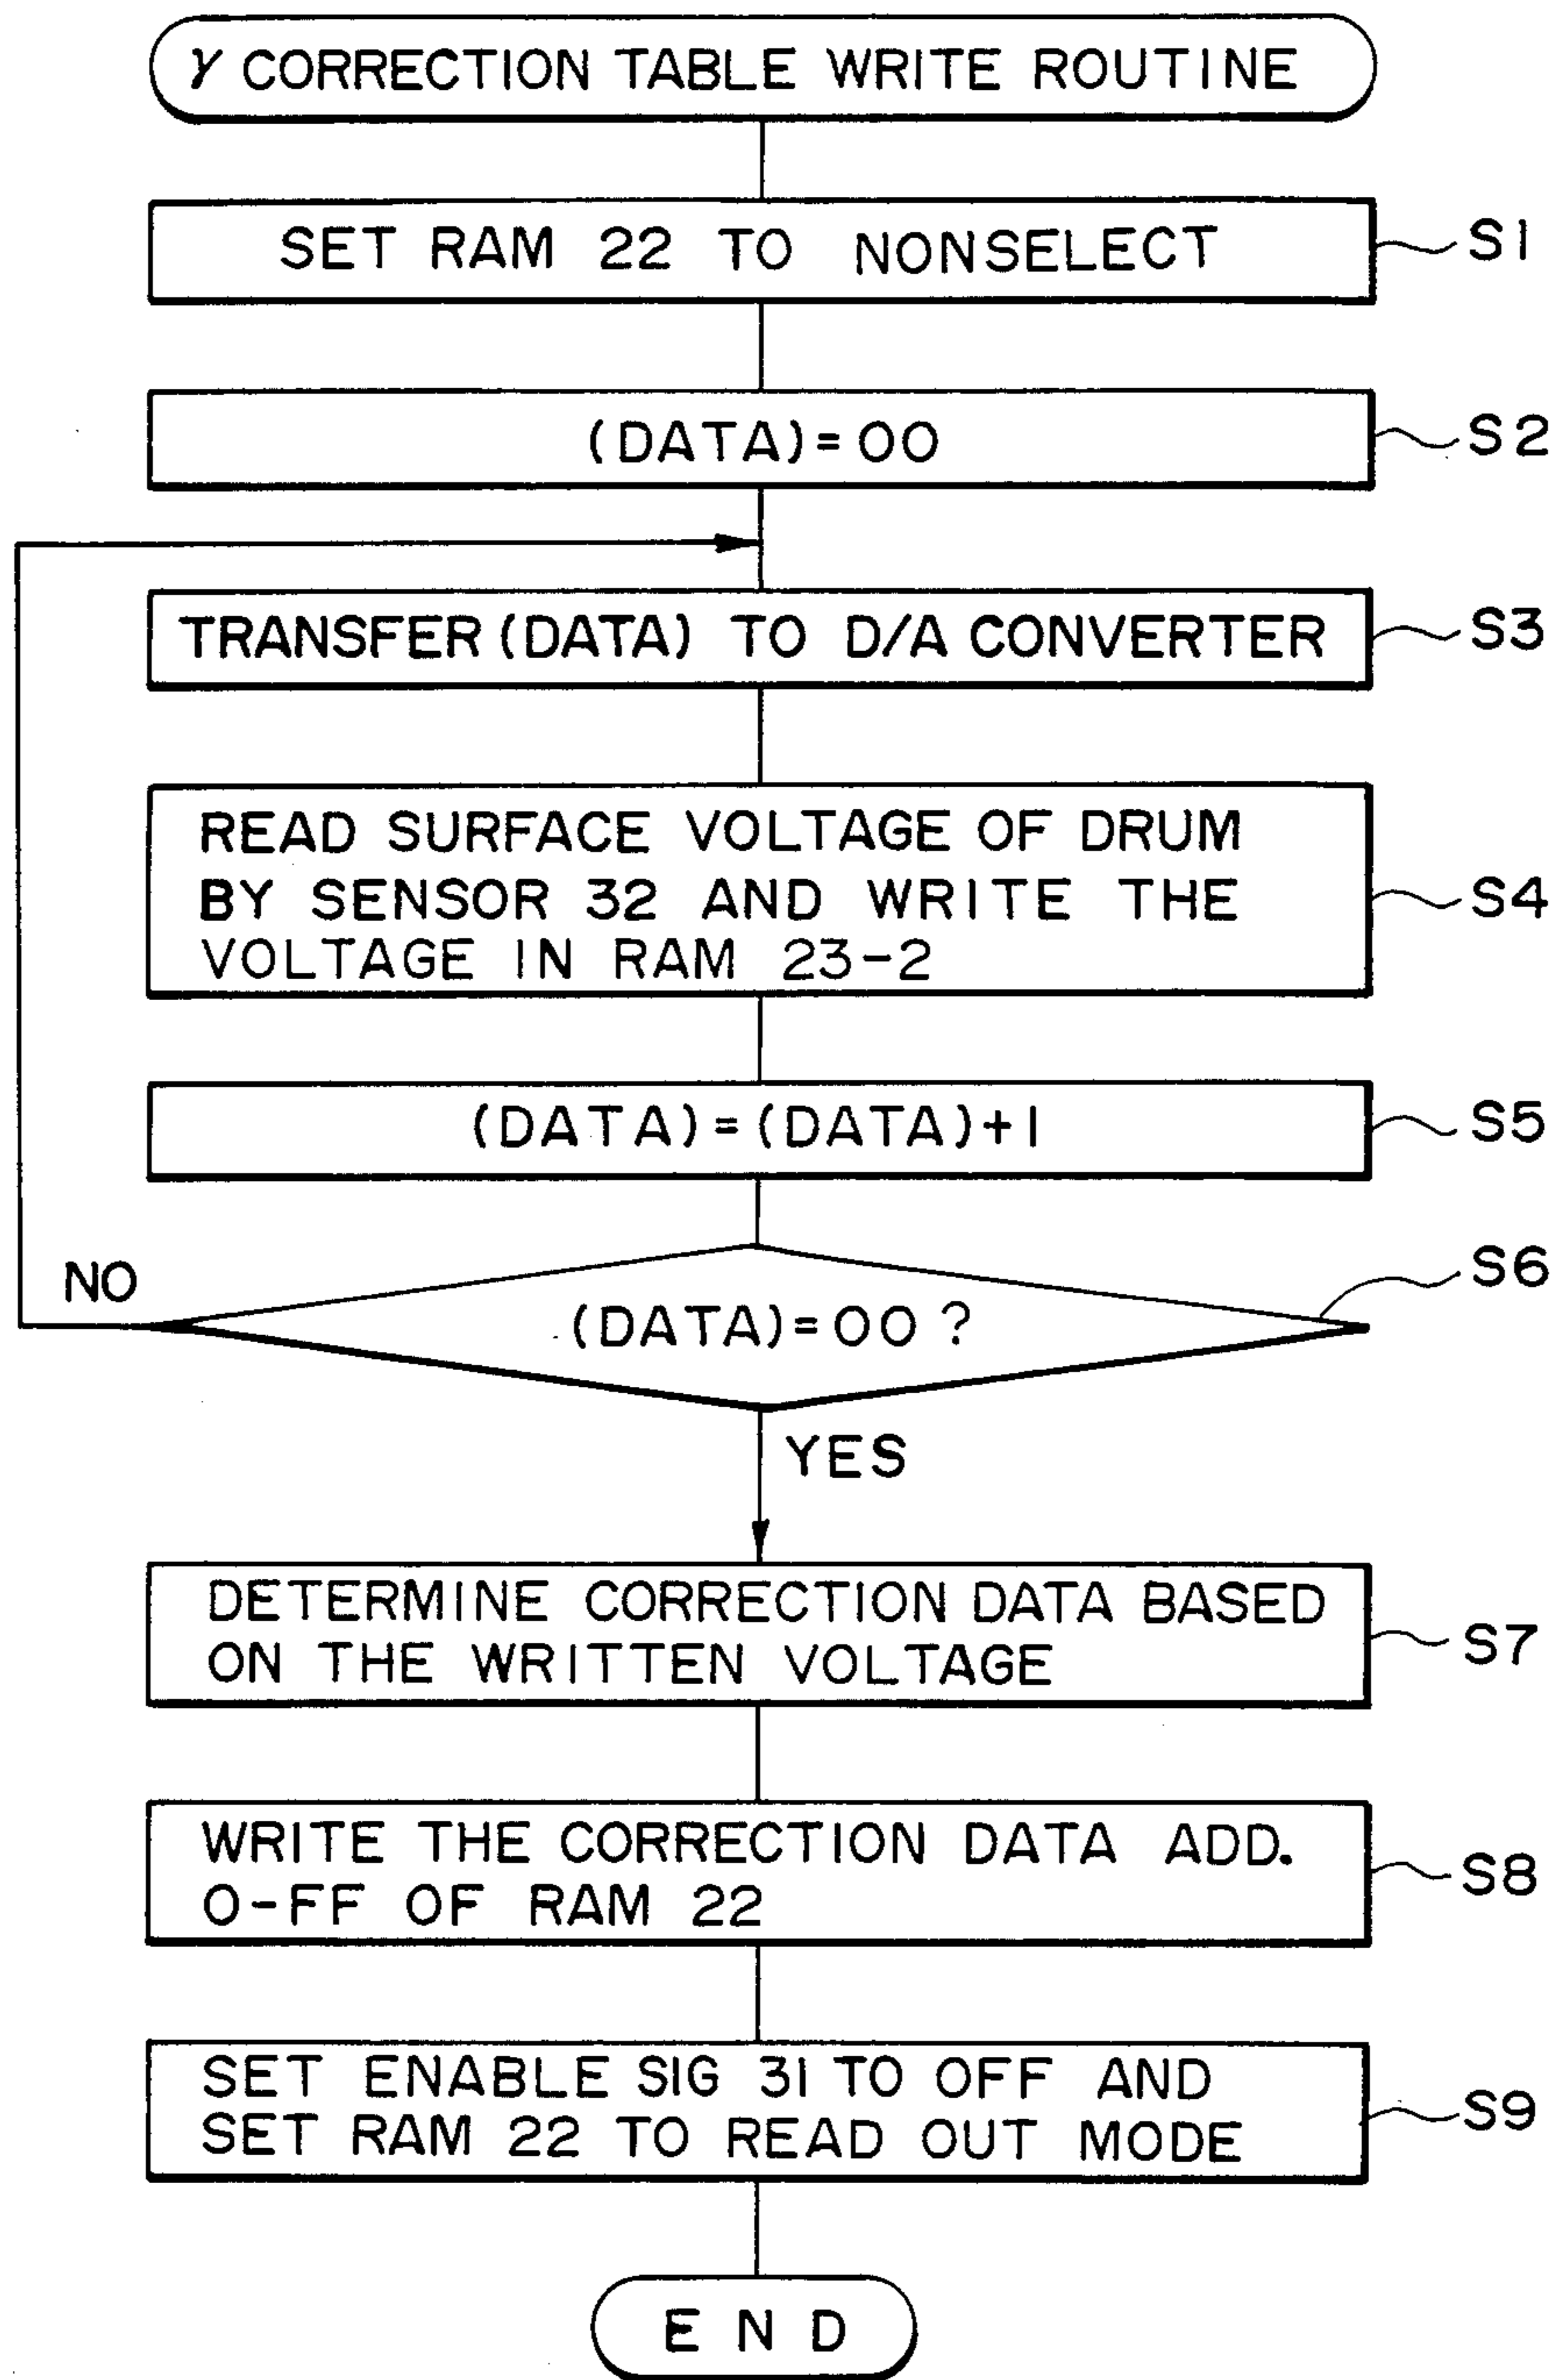 γ CORRECTION TABLE WRITE ROUTINE
SET RAM 22 TO NONSELECT
S1
(DATA)=00
S2
TRANSFER (DATA) TO D/A CONVERTER
S3
READ SURFACE VOLTAGE OF DRUM
BY SENSOR 32 AND WRITE THE
VOLTAGE IN RAM 23-2
S4
(DATA)=(DATA)+1
S5
NO
(DATA)=00?
S6
YES
DETERMINE CORRECTION DATA BASED
ON THE WRITTEN VOLTAGE
S7
WRITE THE CORRECTION DATA ADD.
0-FF OF RAM 22
S8
SET ENABLE SIG 31 TO OFF AND
SET RAM 22 TO READ OUT MODE
S9
END